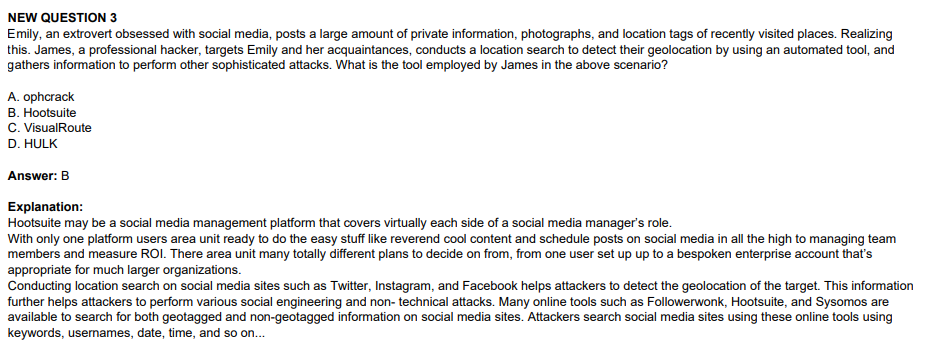 NEW QUESTION 3
Emily, an extrovert obsessed with social media, posts a large amount of private information, photographs, and location tags of recently visited places. Realizing
this. James, a professional hacker, targets Emily and her acquaintances, conducts a location search to detect their geolocation by using an automated tool, and
gathers information to perform other sophisticated attacks. What is the tool employed by James in the above scenario?
A. ophcrack
B. Hootsuite
C. VisualRoute
D. HULK
Answer: B
Explanation:
Hootsuite may be a social media management platform that covers virtually each side of a social media manager's role.
With only one platform users area unit ready to do the easy stuff like reverend cool content and schedule posts on social media in all the high to managing team
members and measure ROI. There area unit many totally different plans to decide on from, from one user set up up to a bespoken enterprise account that's
appropriate for much larger organizations.
Conducting location search on social media sites such as Twitter, Instagram, and Facebook helps attackers to detect the geolocation of the target. This information
further helps attackers to perform various social engineering and non- technical attacks. Many online tools such as Followerwonk, Hootsuite, and Sysomos are
available to search for both geotagged and non-geotagged information on social media sites. Attackers search social media sites using these online tools using
keywords, usernames, date, time, and so on...